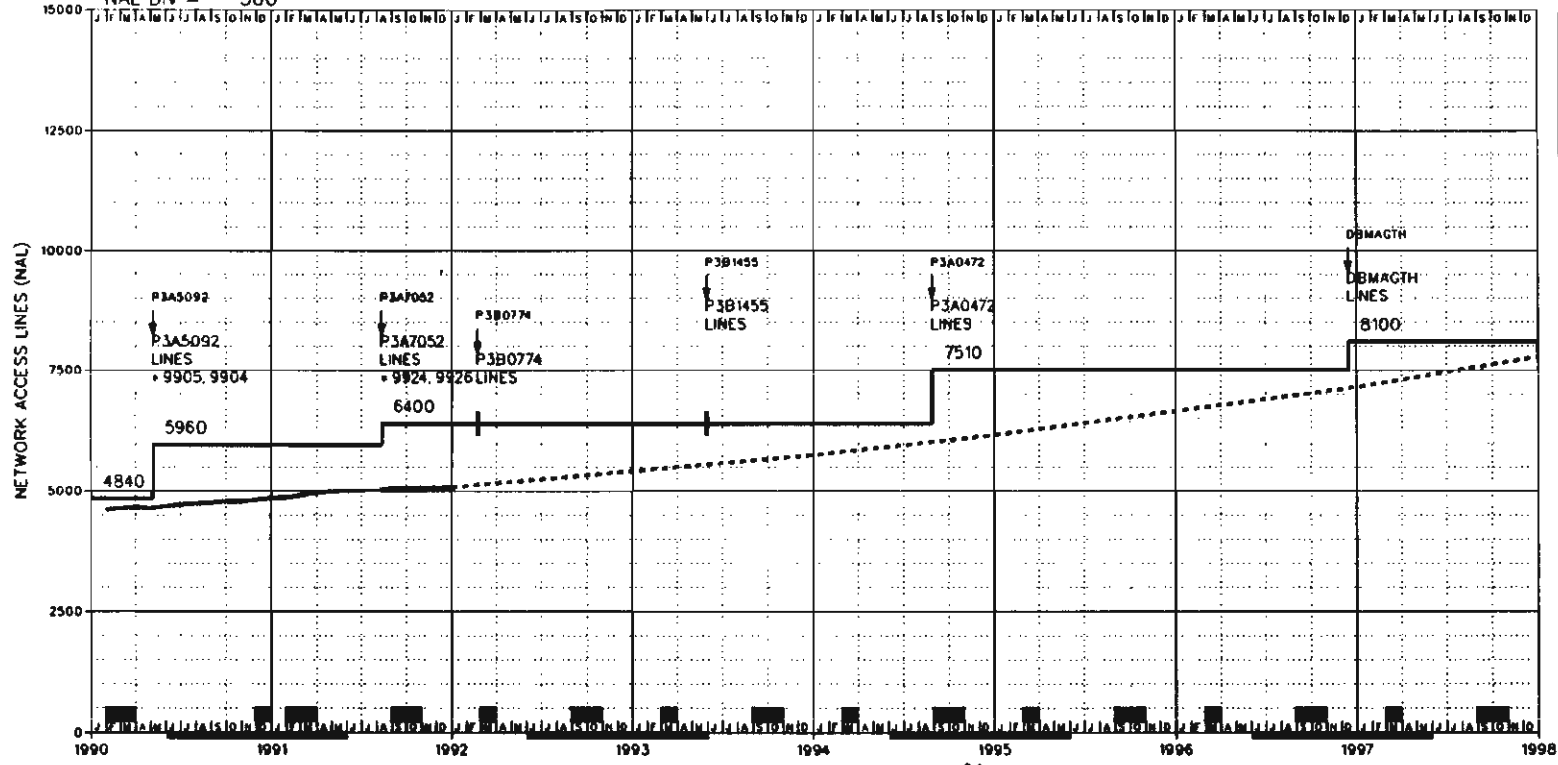 15000
J F M A M J J A S O N D J F M A M J J A S O N D J F M A M J J A S O N D J F M A M J J A S O N D J F M A M J J A S O N D J F M A M J J A S O N D J F M A M J J A S O N D J F M A M J J A S O N D
12500
10000
7500
5000
2500
0
NETWORK ACCESS LINES (NAL)
P3A5092
P3A5092
LINES
* 9905, 9904
4840
5960
P3A7052
P3A7052
LINES
* 9924, 9926
6400
P3B0774
P3B0774
LINES
P3B1455
P3B1455
LINES
P3A0472
P3A0472
LINES
7510
DBMAGTH
DBMAGTH
LINES
8100
J F M A M J J A S O N D J F M A M J J A S O N D J F M A M J J A S O N D J F M A M J J A S O N D J F M A M J J A S O N D J F M A M J J A S O N D J F M A M J J A S O N D J F M A M J J A S O N D
1990 1991 1992 1993 1994 1995 1996 1997 1998